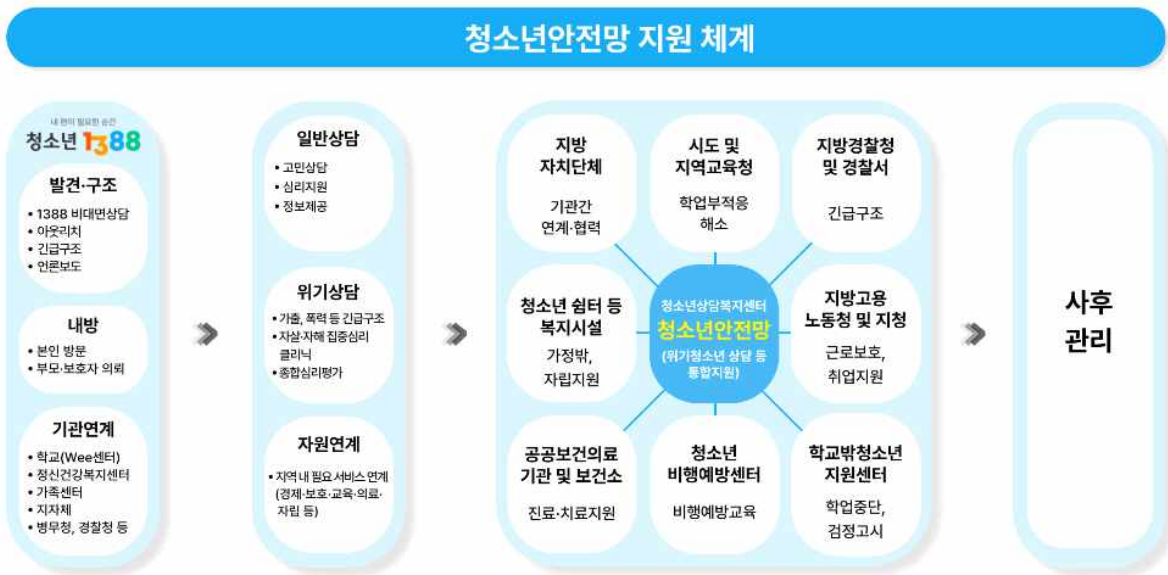 청소년안전망 지원 체계
내 편이 필요한 순간
청소년 1388
발견·구조
• 1388 비대면상담
• 아웃리치
• 긴급구조
• 언론보도
내방
• 본인 방문
• 부모·보호자 의뢰
기관연계
• 학교(Wee센터)
• 정신건강복지센터
• 가족센터
• 지자체
• 병무청, 경찰청 등
일반상담
• 고민상담
• 심리지원
• 정보제공
위기상담
• 가출, 폭력 등 긴급구조
• 자살·자해 집중심리
클리닉
• 종합심리평가
자원연계
• 지역 내 필요 서비스 연계
(경제·보호·교육·의료·
자립 등)
지방
자치단체
기관간
연계·협력
시도 및
지역교육청
학업부적응
해소
지방경찰청
및 경찰서
긴급구조
청소년 쉼터 등
복지시설
가정밖,
자립지원
청소년상담복지센터
청소년안전망
(위기청소년 상담 등
통합지원)
지방고용
노동청 및 지청
근로보호,
취업지원
공공보건의료
기관 및 보건소
진료·치료지원
청소년
비행예방센터
비행예방교육
학교밖청소년
지원센터
학업중단,
검정고시
사후
관리